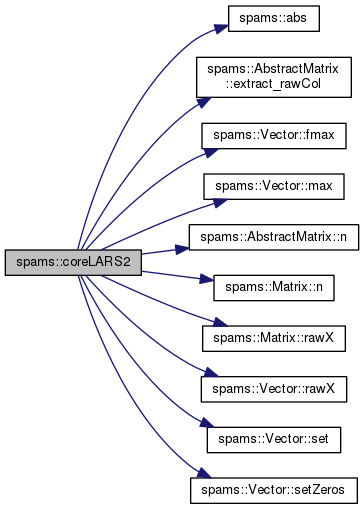 spams::abs
spams::AbstractMatrix
::extract_rawCol
spams::Vector::fmax
spams::Vector::max
spams::AbstractMatrix::n
spams::coreLARS2
spams::Matrix::n
spams::Matrix::rawX
spams::Vector::rawX
spams::Vector::set
spams::Vector::setZeros